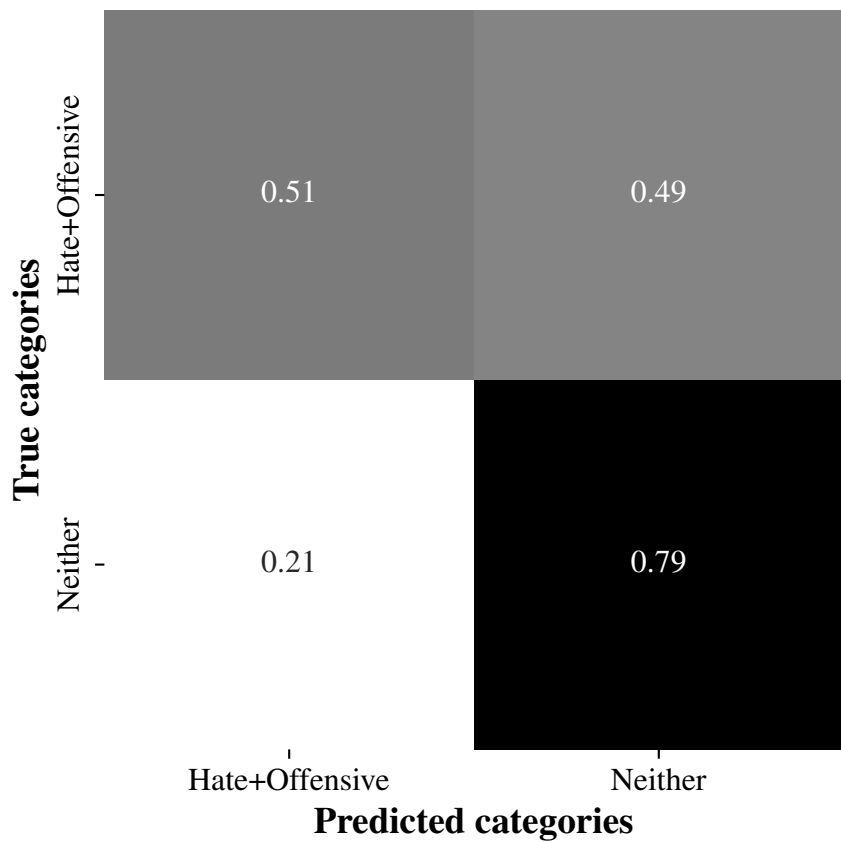 True categories
Hate+Offensive
0.51 0.49
Neither
0.21 0.79
Hate+Offensive Neither
Predicted categories